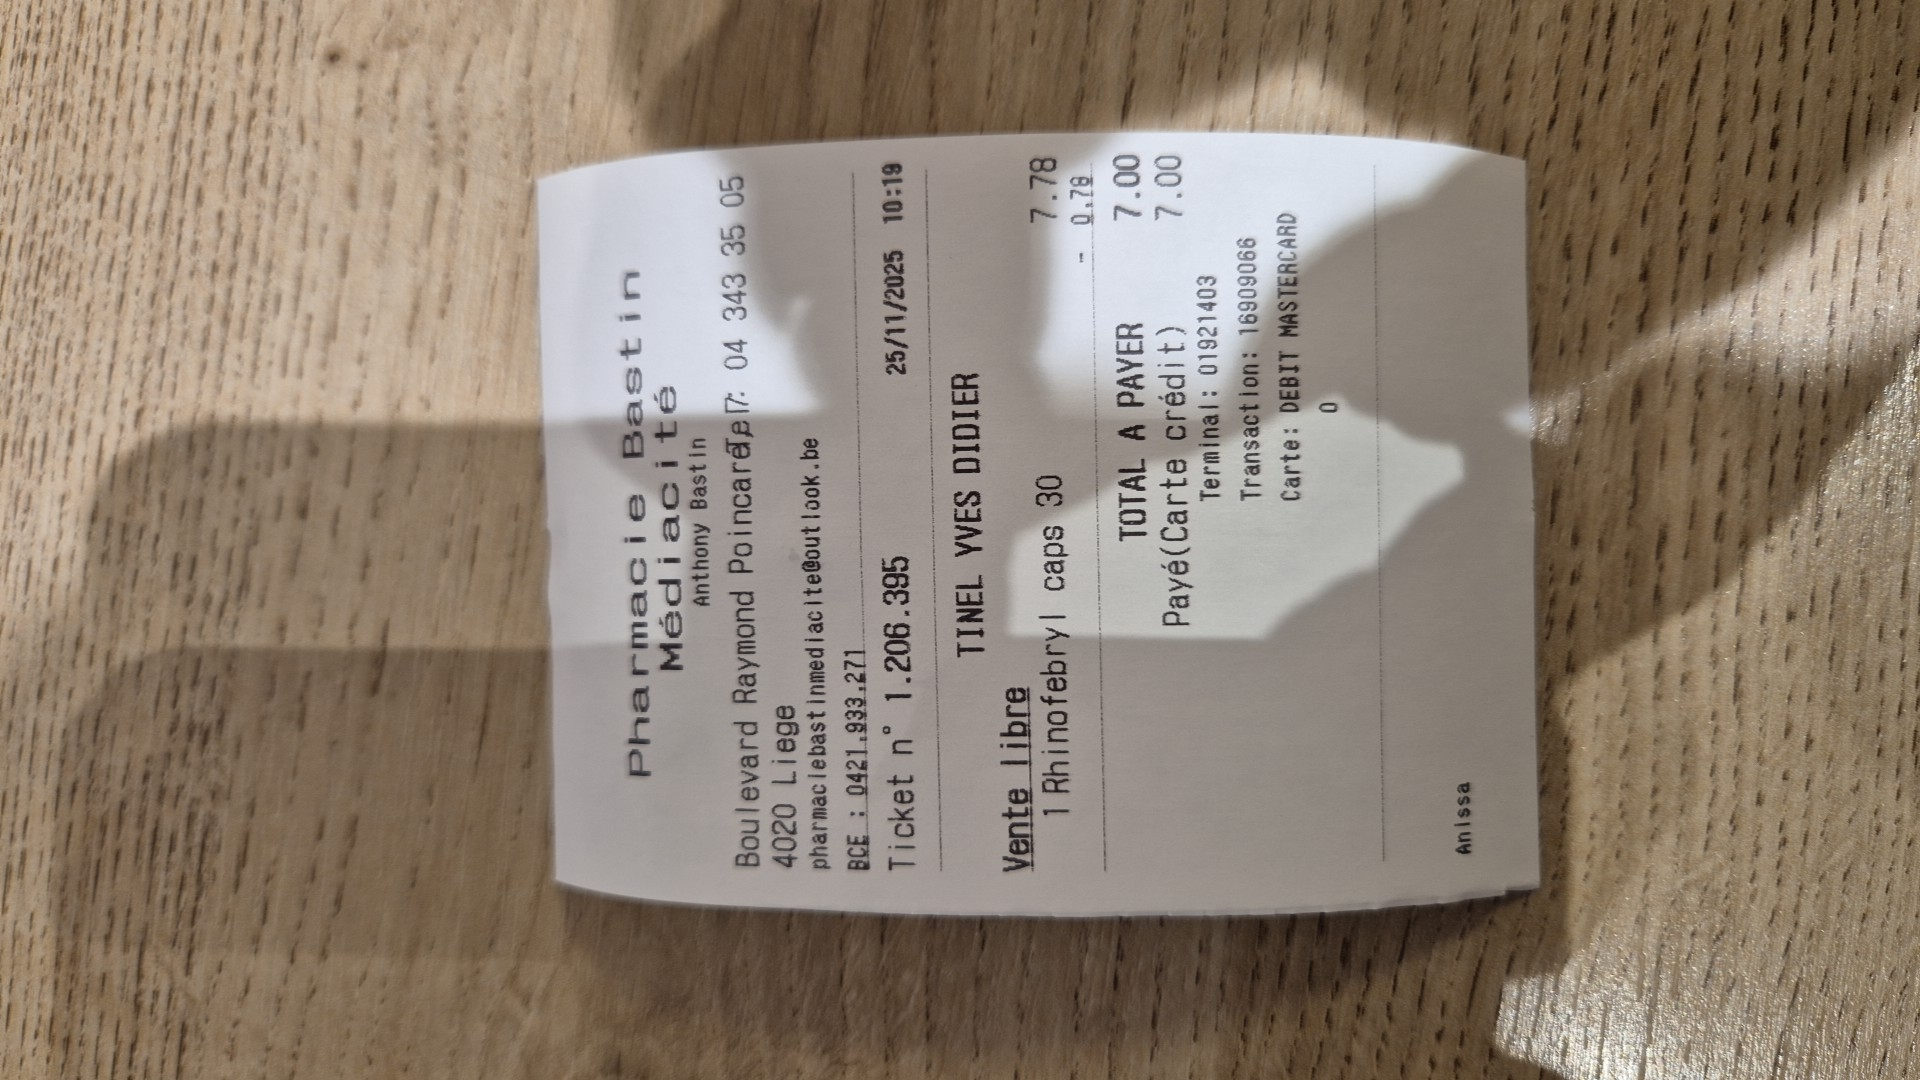 Pharmacie Bastin
Médiacité
Anthony Bastin
Boulevard Raymond Poincaré, 7 Tel: 04 343 35 05
4020 Liege
pharmaciebastinmediacite@outlook.be
BCE : 0421.933.271
Ticket n° 1.206.395 25/11/2025 10:19
TINEL YVES DIDIER
Vente libre
1 Rhinofebryl caps 30 7.78
- 0.78
TOTAL A PAYER 7.00
Payé(Carte crédit) 7.00
Terminal: 01921403
Transaction: 16909066
Carte: DEBIT MASTERCARD
0
Anissa